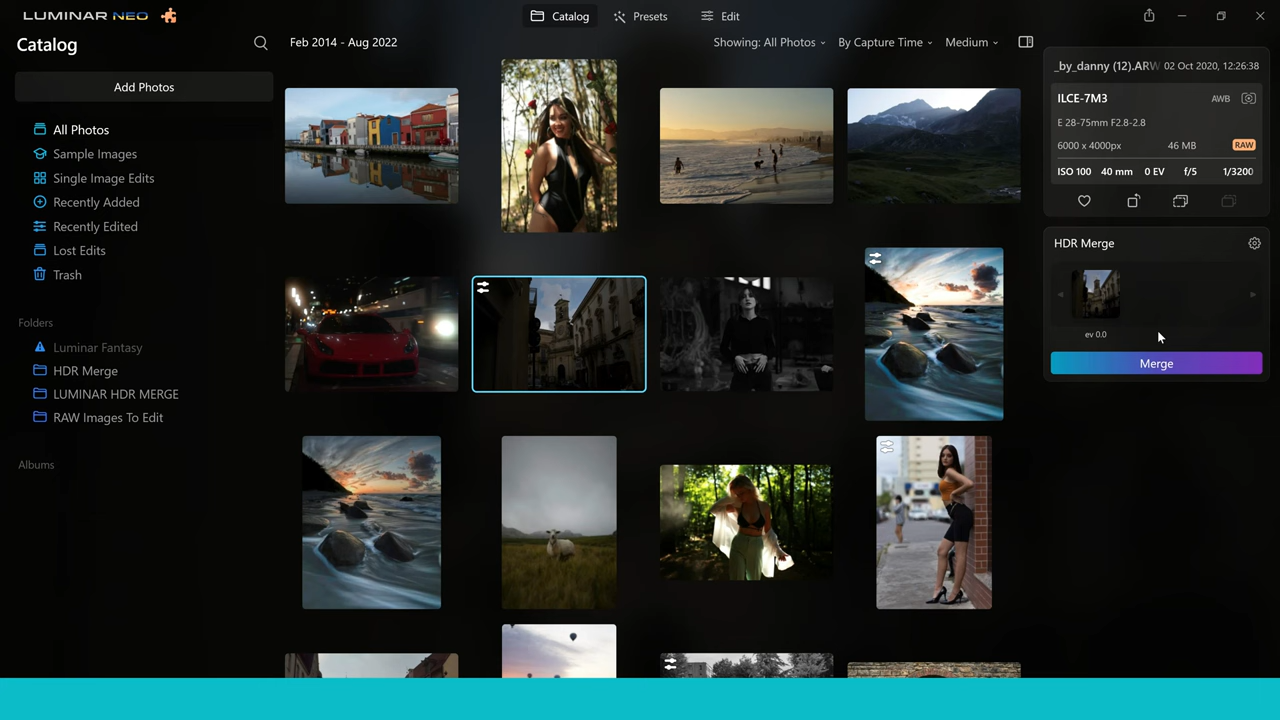 LUMINAR NEO
Catalog
Presets
Edit
Catalog
Feb 2014 - Aug 2022
Showing: All Photos
By Capture Time
Medium
Add Photos
All Photos
Sample Images
Single Image Edits
Recently Added
Recently Edited
Lost Edits
Trash
Folders
Luminar Fantasy
HDR Merge
LUMINAR HDR MERGE
RAW Images To Edit
Albums
_by_danny (12).ARW 02 Oct 2020, 12:26:38
ILCE-7M3 AWB
E 28-75mm F2.8-2.8
6000 x 4000px 46 MB RAW
ISO 100 40 mm 0 EV f/5 1/3200
HDR Merge
ev 0.0
Merge